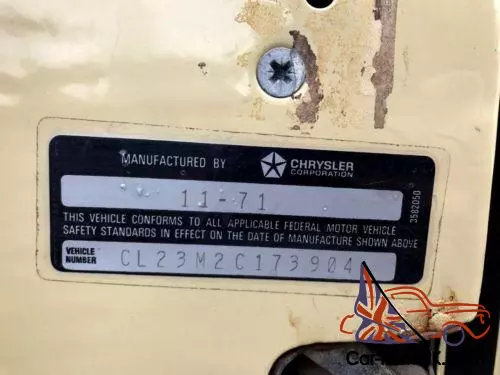 MANUFACTURED BY CHRYSLER CORPORATION
11-71
THIS VEHICLE CONFORMS TO ALL APPLICABLE FEDERAL MOTOR VEHICLE
SAFETY STANDARDS IN EFFECT ON THE DATE OF MANUFACTURE SHOWN ABOVE
VEHICLE NUMBER CL23M2C173904
3582050